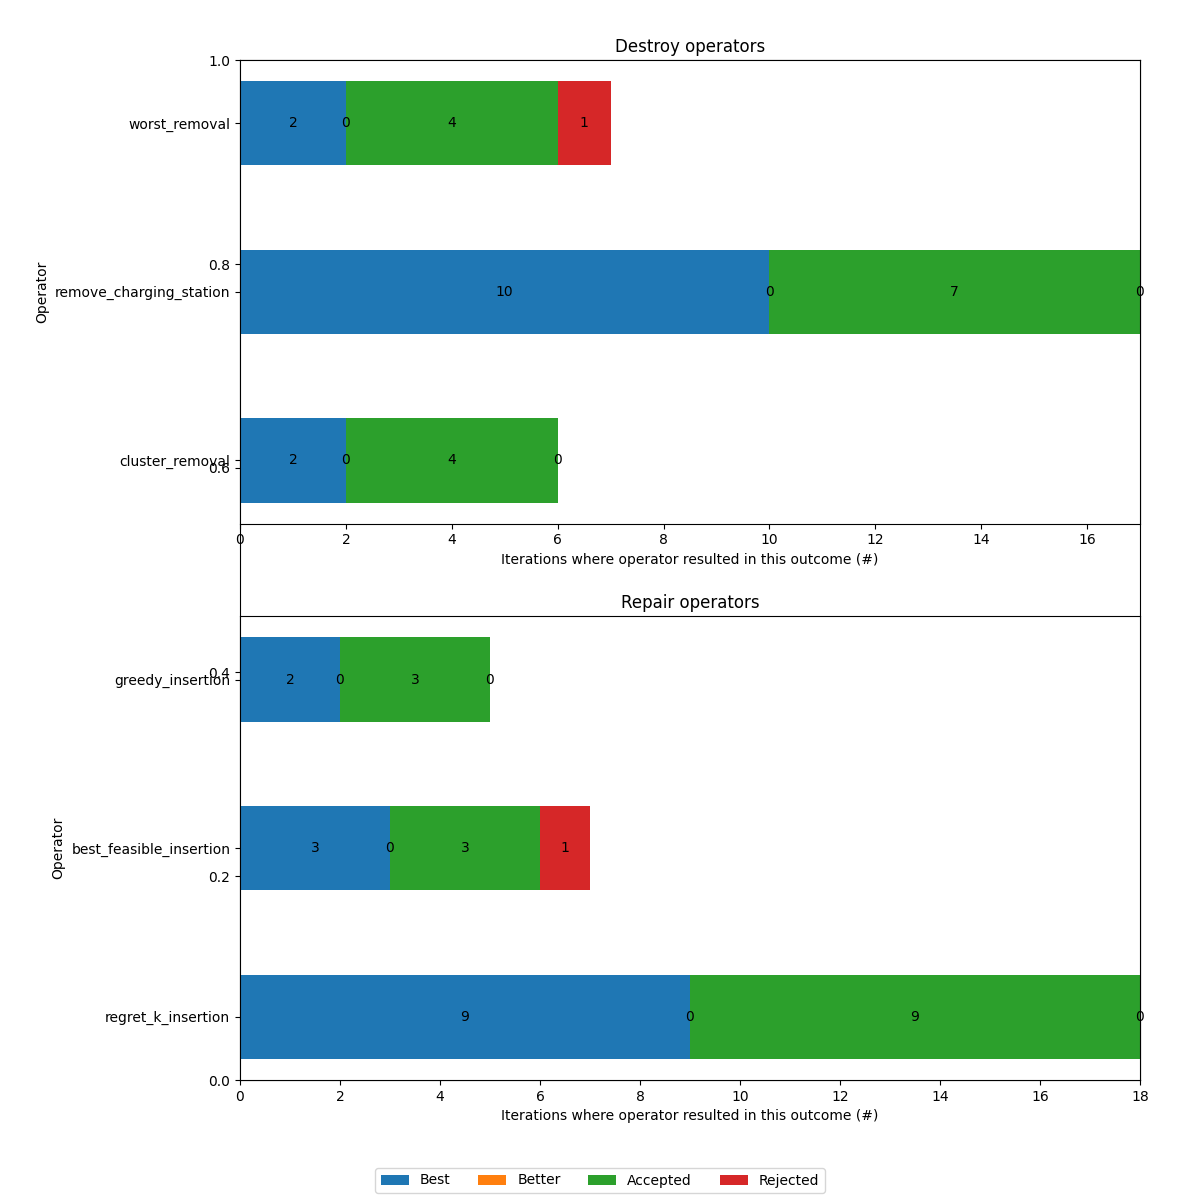 Destroy operators
1.0
worst_removal 2 0 4 1
0.8
Operator
remove_charging_station 10 0 7 0
cluster_removal 2 0 4 0
0.6
0 2 4 6 8 10 12 14 16
Iterations where operator resulted in this outcome (#)
Repair operators
0.4
greedy_insertion 2 0 3 0
Operator
best_feasible_insertion 3 0 3 1
0.2
regret_k_insertion 9 0 9 0
0.0
0 2 4 6 8 10 12 14 16 18
Iterations where operator resulted in this outcome (#)
Best Better Accepted Rejected